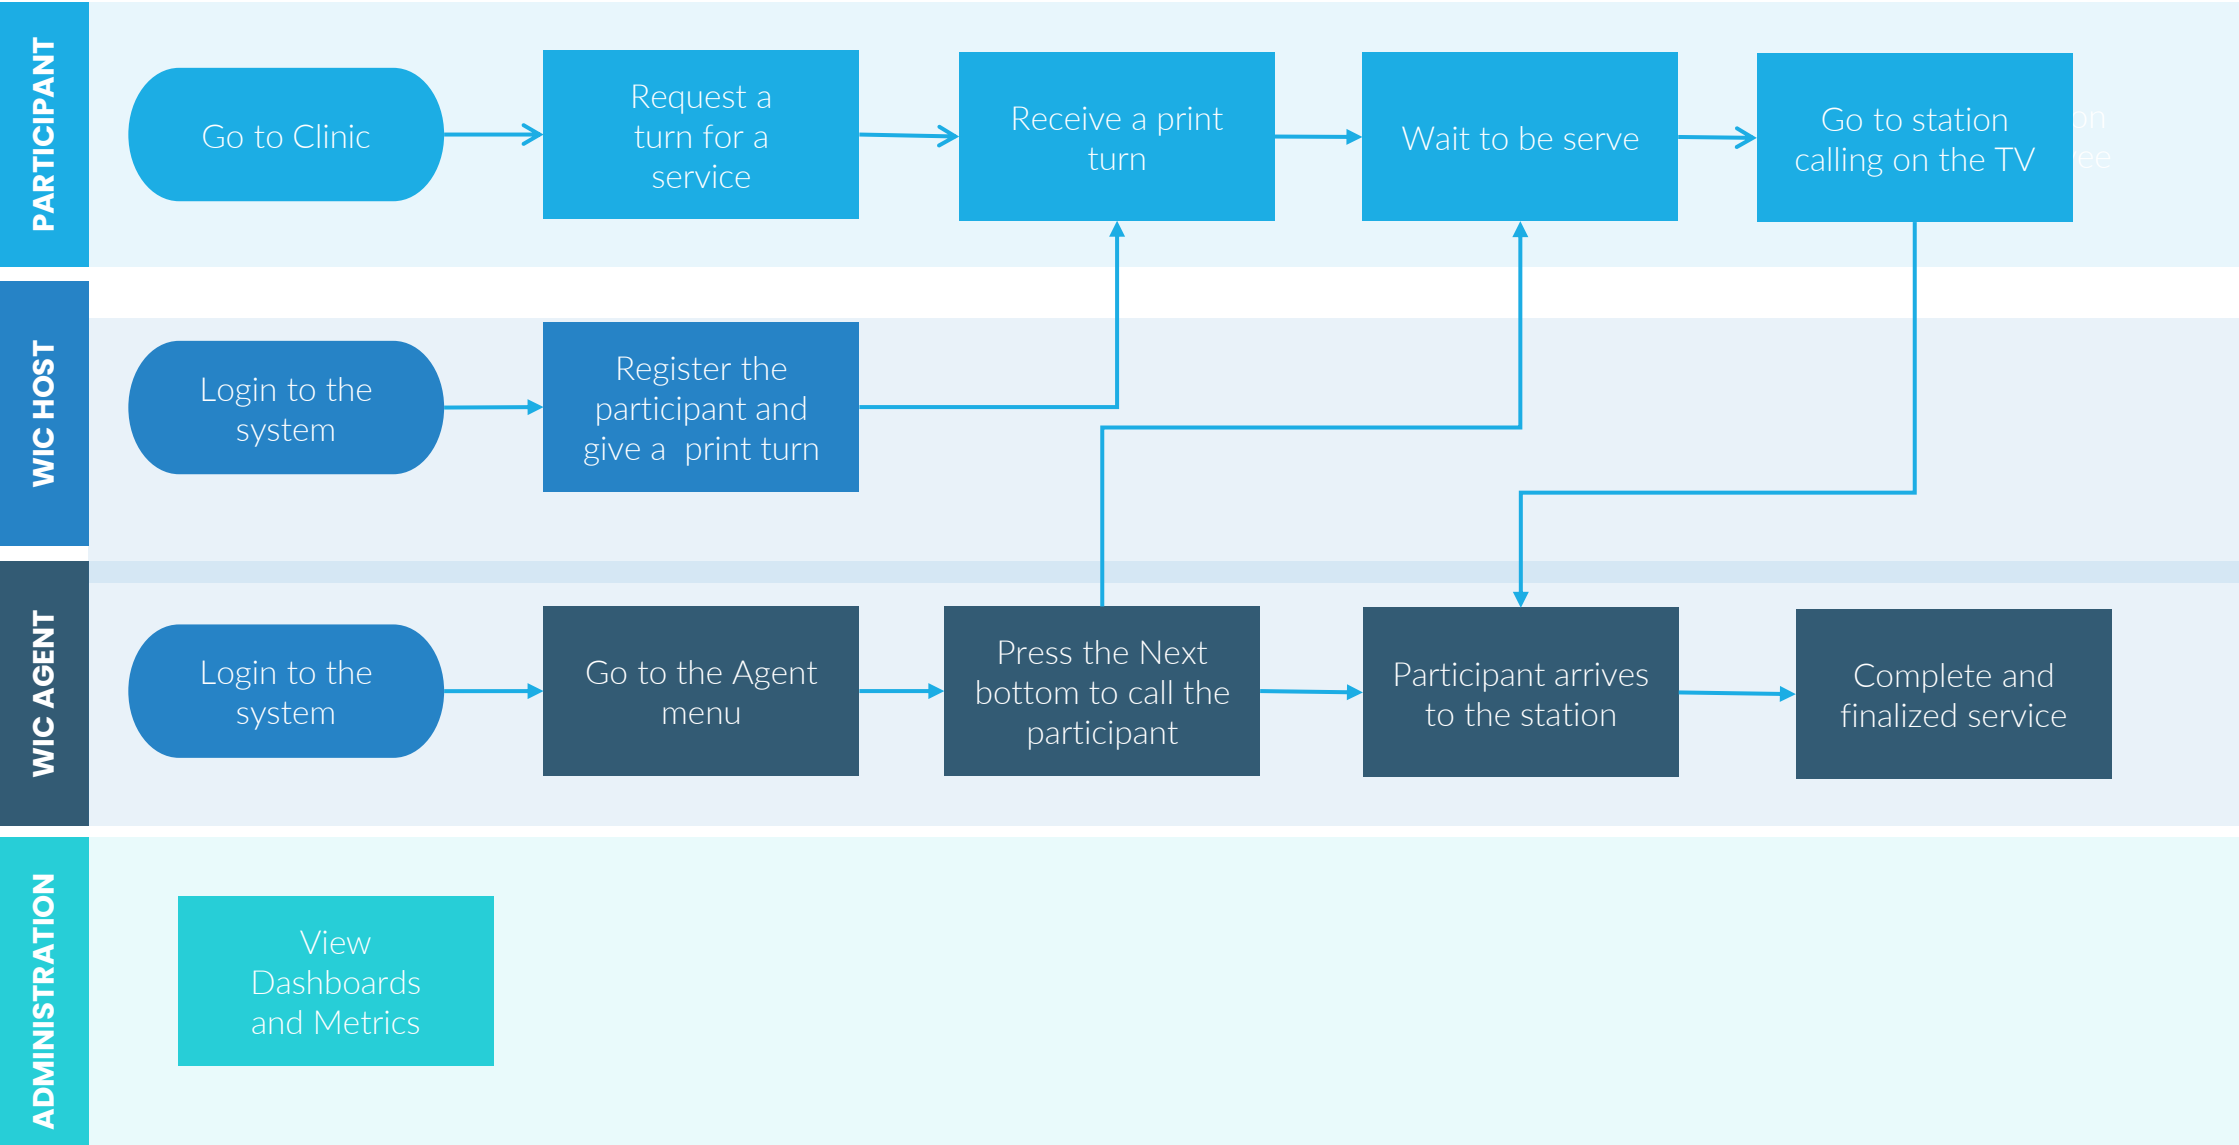 PARTICIPANT
Go to Clinic
Request a
turn for a
service
Receive a print
turn
Wait to be serve
Go to station
calling on the TV
WIC HOST
Login to the
system
Register the
participant and
give a  print turn
WIC AGENT
Login to the
system
Go to the Agent
menu
Press the Next
bottom to call the
participant
Participant arrives
to the station
Complete and
finalized service
ADMINISTRATION
View
Dashboards
and Metrics